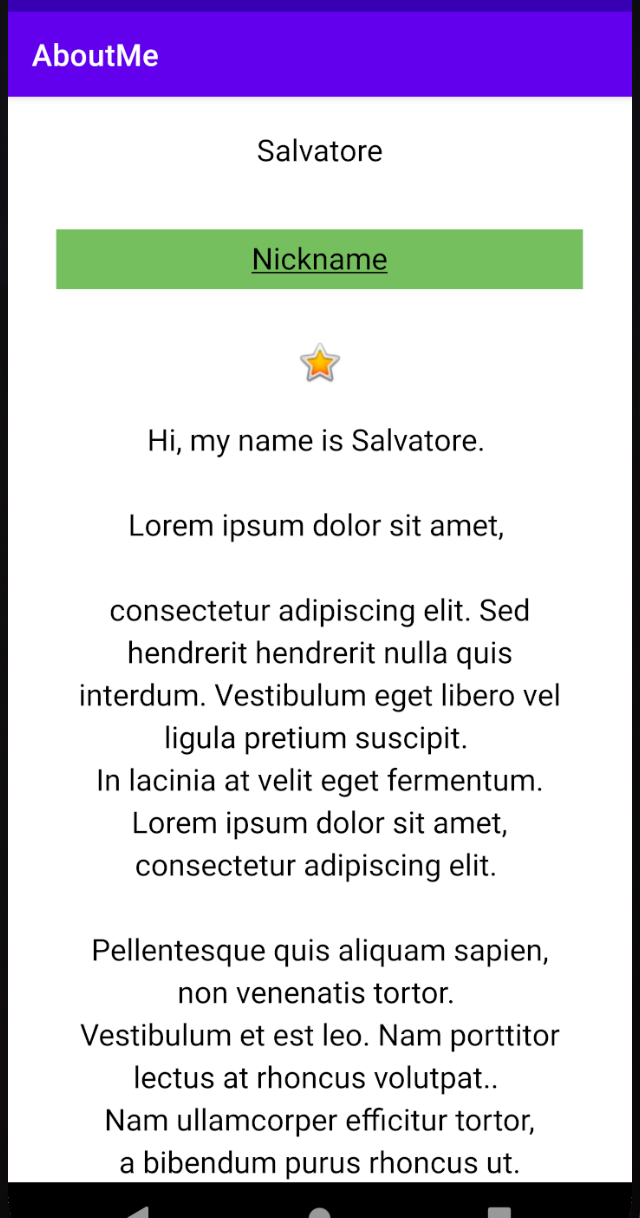 AboutMe
Salvatore
Nickname
Hi, my name is Salvatore.
Lorem ipsum dolor sit amet,
consectetur adipiscing elit. Sed
hendrerit hendrerit nulla quis
interdum. Vestibulum eget libero vel
ligula pretium suscipit.
In lacinia at velit eget fermentum.
Lorem ipsum dolor sit amet,
consectetur adipiscing elit.
Pellentesque quis aliquam sapien,
non venenatis tortor.
Vestibulum et est leo. Nam porttitor
lectus at rhoncus volutpat..
Nam ullamcorper efficitur tortor,
a bibendum purus rhoncus ut.